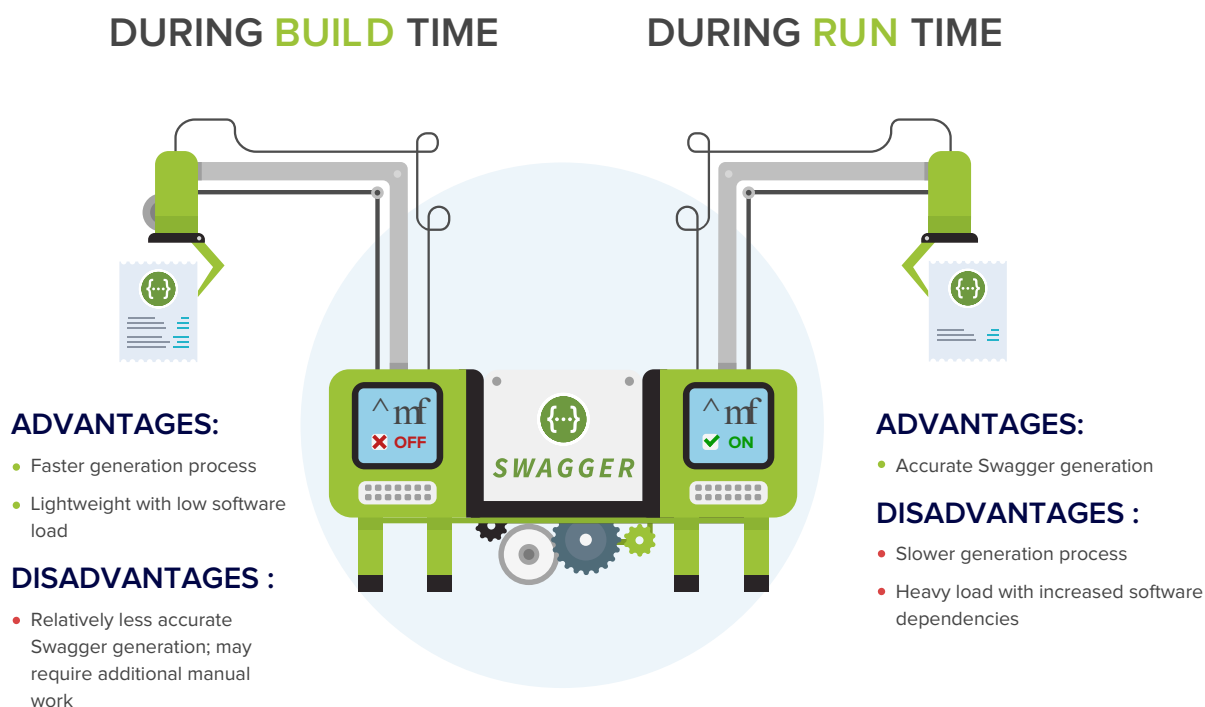 DURING BUILD TIME
DURING RUN TIME
^ mf
OFF
{···}
SWAGGER
^ mf
ON
{···}
{···}
ADVANTAGES:
Faster generation process
Lightweight with low software
load
DISADVANTAGES :
Relatively less accurate
Swagger generation; may
require additional manual
work
ADVANTAGES:
Accurate Swagger generation
DISADVANTAGES :
Slower generation process
Heavy load with increased software
dependencies